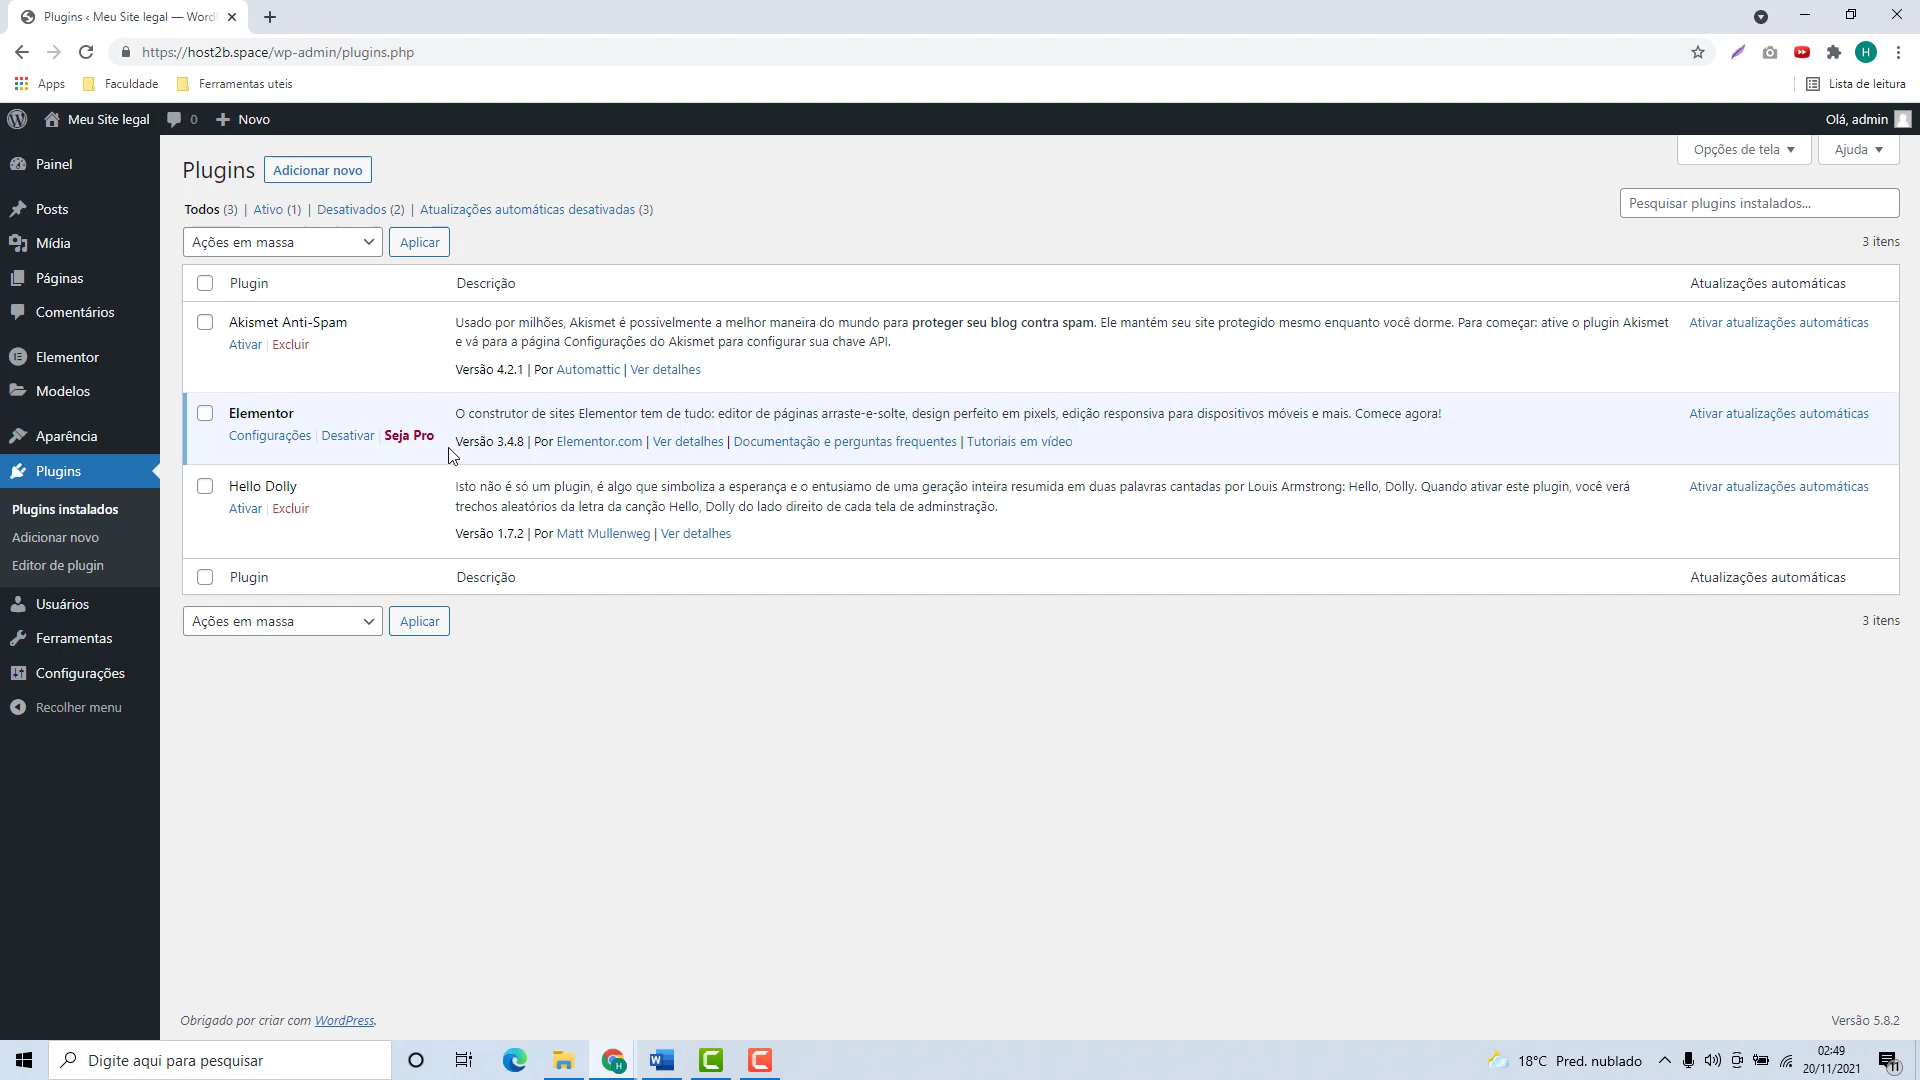 Plugins ‹ Meu Site legal — Word
https://host2b.space/wp-admin/plugins.php
Apps
Faculdade
Ferramentas uteis
Lista de leitura
H
Meu Site legal
0
Novo
Olá, admin
Painel
Posts
Mídia
Páginas
Comentários
Elementor
Modelos
Aparência
Plugins
Plugins instalados
Adicionar novo
Editor de plugin
Usuários
Ferramentas
Configurações
Recolher menu
Opções de tela
Ajuda
Plugins
Adicionar novo
Todos (3) | Ativo (1) | Desativados (2) | Atualizações automáticas desativadas (3)
Pesquisar plugins instalados...
Ações em massa
Aplicar
3 itens
Plugin
Descrição
Atualizações automáticas
Akismet Anti-Spam
Ativar | Excluir
Usado por milhões, Akismet é possivelmente a melhor maneira do mundo para proteger seu blog contra spam. Ele mantém seu site protegido mesmo enquanto você dorme. Para começar: ative o plugin Akismet
e vá para a página Configurações do Akismet para configurar sua chave API.
Versão 4.2.1 | Por Automattic | Ver detalhes
Ativar atualizações automáticas
Elementor
Configurações | Desativar | Seja Pro
O construtor de sites Elementor tem de tudo: editor de páginas arraste-e-solte, design perfeito em pixels, edição responsiva para dispositivos móveis e mais. Comece agora!
Versão 3.4.8 | Por Elementor.com | Ver detalhes | Documentação e perguntas frequentes | Tutoriais em vídeo
Ativar atualizações automáticas
Hello Dolly
Ativar | Excluir
Isto não é só um plugin, é algo que simboliza a esperança e o entusiamo de uma geração inteira resumida em duas palavras cantadas por Louis Armstrong: Hello, Dolly. Quando ativar este plugin, você verá
trechos aleatórios da letra da canção Hello, Dolly do lado direito de cada tela de adminstração.
Versão 1.7.2 | Por Matt Mullenweg | Ver detalhes
Ativar atualizações automáticas
Plugin
Descrição
Atualizações automáticas
Ações em massa
Aplicar
3 itens
Obrigado por criar com WordPress.
Versão 5.8.2
Digite aqui para pesquisar
18°C Pred. nublado
02:49
20/11/2021
11